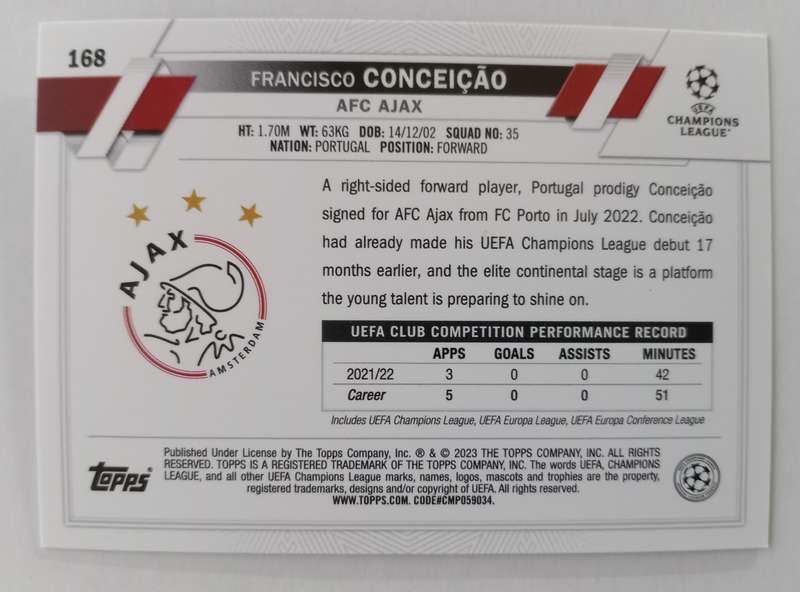 168
FRANCISCO CONCEIÇÃO
AFC AJAX
HT: 1.70M WT: 63KG DOB: 14/12/02 SQUAD NO: 35
NATION: PORTUGAL POSITION: FORWARD
UEFA
CHAMPIONS
LEAGUE®
A right-sided forward player, Portugal prodigy Conceição
signed for AFC Ajax from FC Porto in July 2022. Conceição
had already made his UEFA Champions League debut 17
months earlier, and the elite continental stage is a platform
the young talent is preparing to shine on.
AJAX
AMSTERDAM
UEFA CLUB COMPETITION PERFORMANCE RECORD
APPS GOALS ASSISTS MINUTES
2021/22 3 0 0 42
Career 5 0 0 51
Includes UEFA Champions League, UEFA Europa League, UEFA Europa Conference League
topps®
Published Under License by The Topps Company, Inc. ® & © 2023 THE TOPPS COMPANY, INC. ALL RIGHTS
RESERVED. TOPPS IS A REGISTERED TRADEMARK OF THE TOPPS COMPANY, INC. The words UEFA, CHAMPIONS
LEAGUE, and all other UEFA Champions League marks, names, logos, mascots and trophies are the property,
registered trademarks, designs and/or copyright of UEFA. All rights reserved.
WWW.TOPPS.COM. CODE#CMP059034.